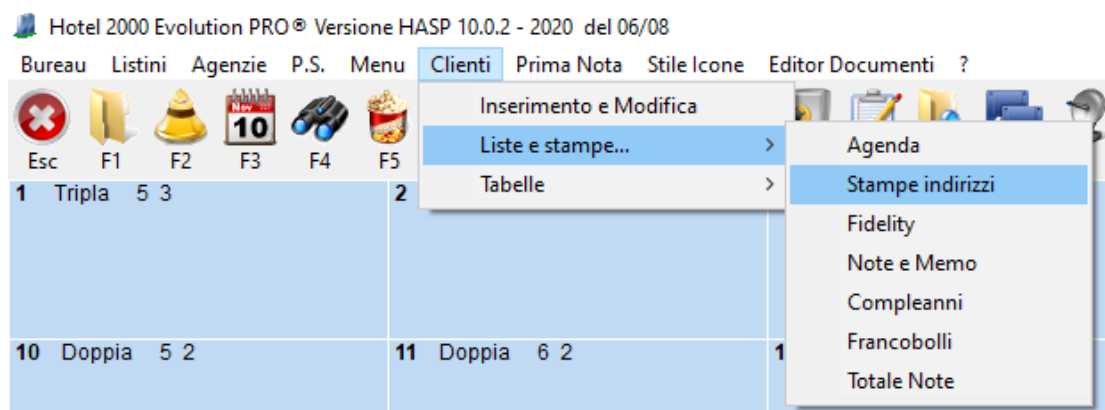 Hotel 2000 Evolution PRO® Versione HASP 10.0.2 - 2020 del 06/08
Bureau Listini Agenzie P.S. Menu Clienti Prima Nota Stile Icone Editor Documenti ?
Nov 10
Esc F1 F2 F3 F4 F5
Inserimento e Modifica
Liste e stampe...
Tabelle
Agenda
Stampe indirizzi
Fidelity
Note e Memo
Compleanni
Francobolli
Totale Note
1 Tripla 5 3 2
10 Doppia 5 2 11 Doppia 6 2 1